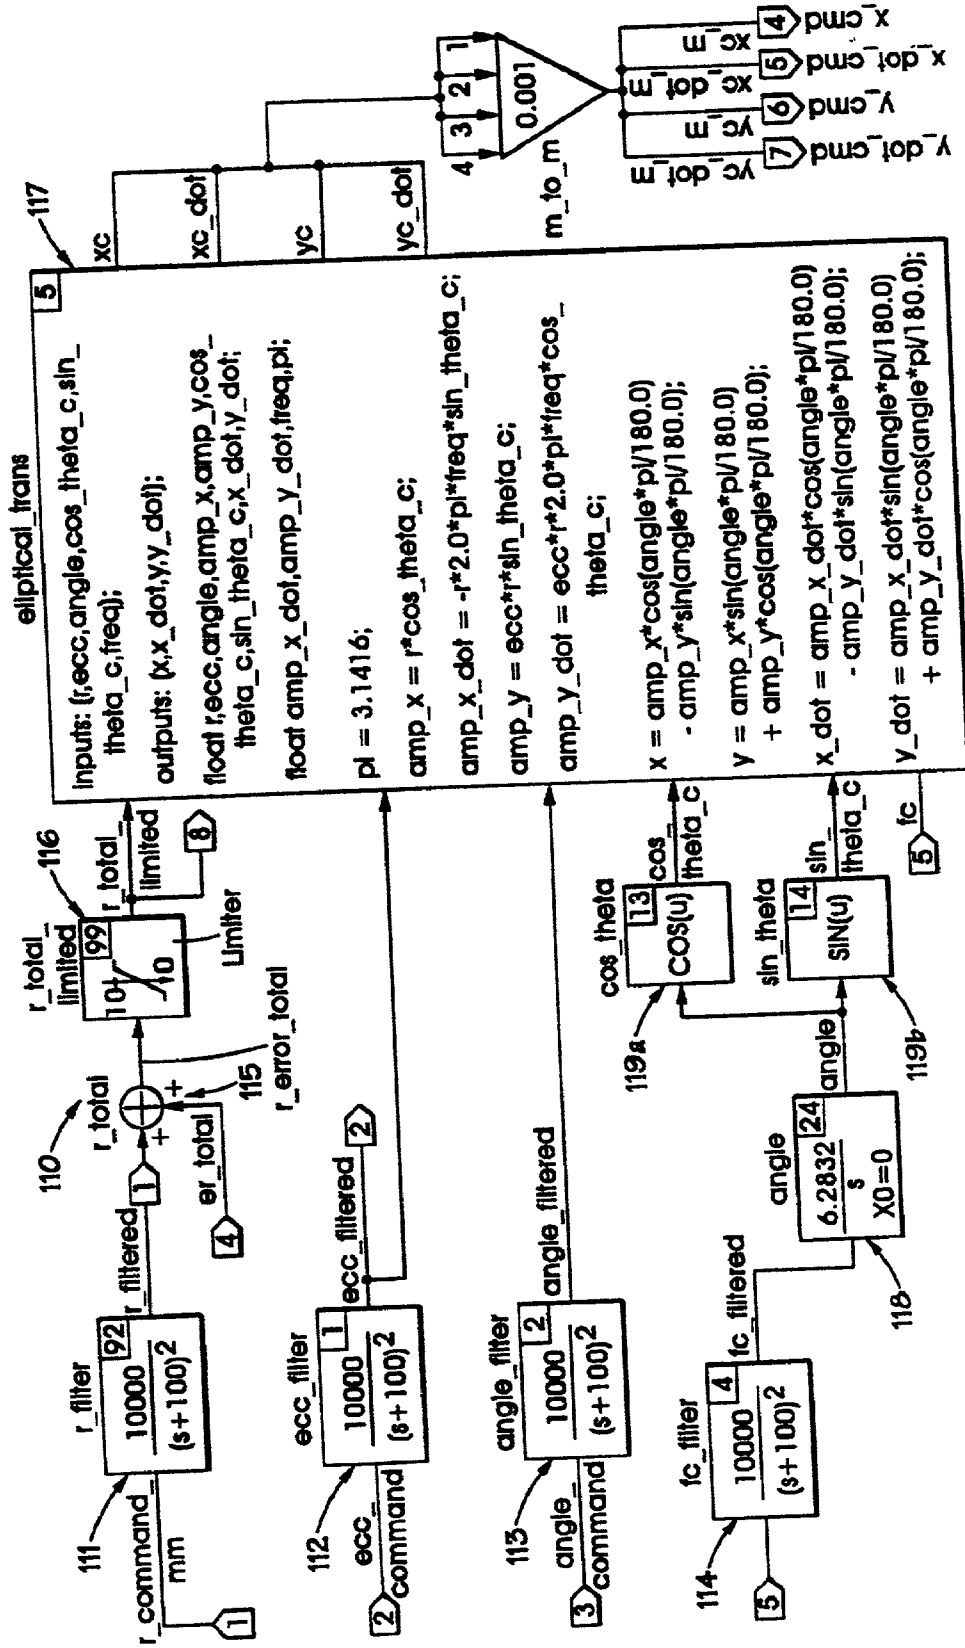 110
r_total
111
r_filter
92
10000
(s+100)2
r_command_
mm
1
r_filtered
1
+
+
er_total
4
115
r_error_total
r_total_
limited
116
99
10
10
Limiter
r_total_
limited
8
112
ecc_filter
1
10000
(s+100)2
ecc_
command
2
ecc_filtered
2
113
angle_filter
2
10000
(s+100)2
angle_
command
3
angle_filtered
114
fc_filter
4
10000
(s+100)2
5
fc_filtered
angle
24
6.2832
s
X0=0
118
angle
cos_theta
13
COS(u)
119a
cos_
theta_c
sin_theta
14
SIN(u)
119b
sin_
theta_c
5
fc
eliptical_trans
5
117
inputs: (r,ecc,angle,cos_theta_c,sin_
theta_c,freq);
outputs: (x,x_dot,y,y_dot);
float r,ecc,angle,amp_x,amp_y,cos_
theta_c,sin_theta_c,x_dot,y_dot;
float amp_x_dot,amp_y_dot,freq,pi;
pi = 3.1416;
amp_x = r*cos_theta_c;
amp_x_dot = -r*2.0*pi*freq*sin_theta_c;
amp_y = ecc*r*sin_theta_c;
amp_y_dot = ecc*r*2.0*pi*freq*cos_
theta_c;
x = amp_x*cos(angle*pi/180.0)
- amp_y*sin(angle*pi/180.0);
y = amp_x*sin(angle*pi/180.0)
+ amp_y*cos(angle*pi/180.0);
x_dot = amp_x_dot*cos(angle*pi/180.0)
- amp_y_dot*sin(angle*pi/180.0);
y_dot = amp_x_dot*sin(angle*pi/180.0)
+ amp_y_dot*cos(angle*pi/180.0);
xc
xc_dot
yc
yc_dot
4
3
2
1
0.001
m_to_m
xc_m
4
x_cmd
xc_dot_m
5
x_dot_cmd
yc_m
6
y_cmd
yc_dot_m
7
y_dot_cmd